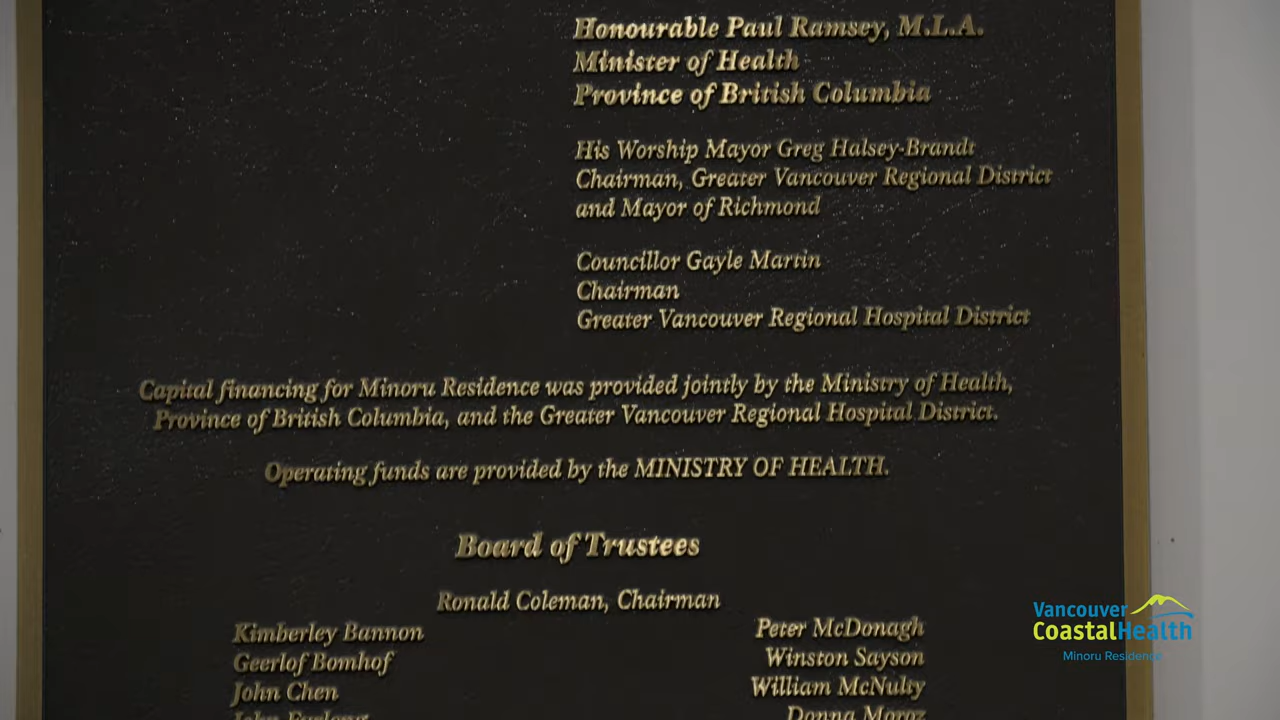 Honourable Paul Ramsey, M.L.A.
Minister of Health
Province of British Columbia
His Worship Mayor Greg Halsey-Brandt
Chairman, Greater Vancouver Regional District
and Mayor of Richmond
Councillor Gayle Martin
Chairman
Greater Vancouver Regional Hospital District
Capital financing for Minoru Residence was provided jointly by the Ministry of Health,
Province of British Columbia, and the Greater Vancouver Regional Hospital District.
Operating funds are provided by the MINISTRY OF HEALTH.
Board of Trustees
Ronald Coleman, Chairman
Kimberley Bannon
Geerlof Bomhof
John Chen
John Furlong
Peter McDonagh
Winston Sayson
William McNulty
Donna Moroz
Vancouver
CoastalHealth
Minoru Residence